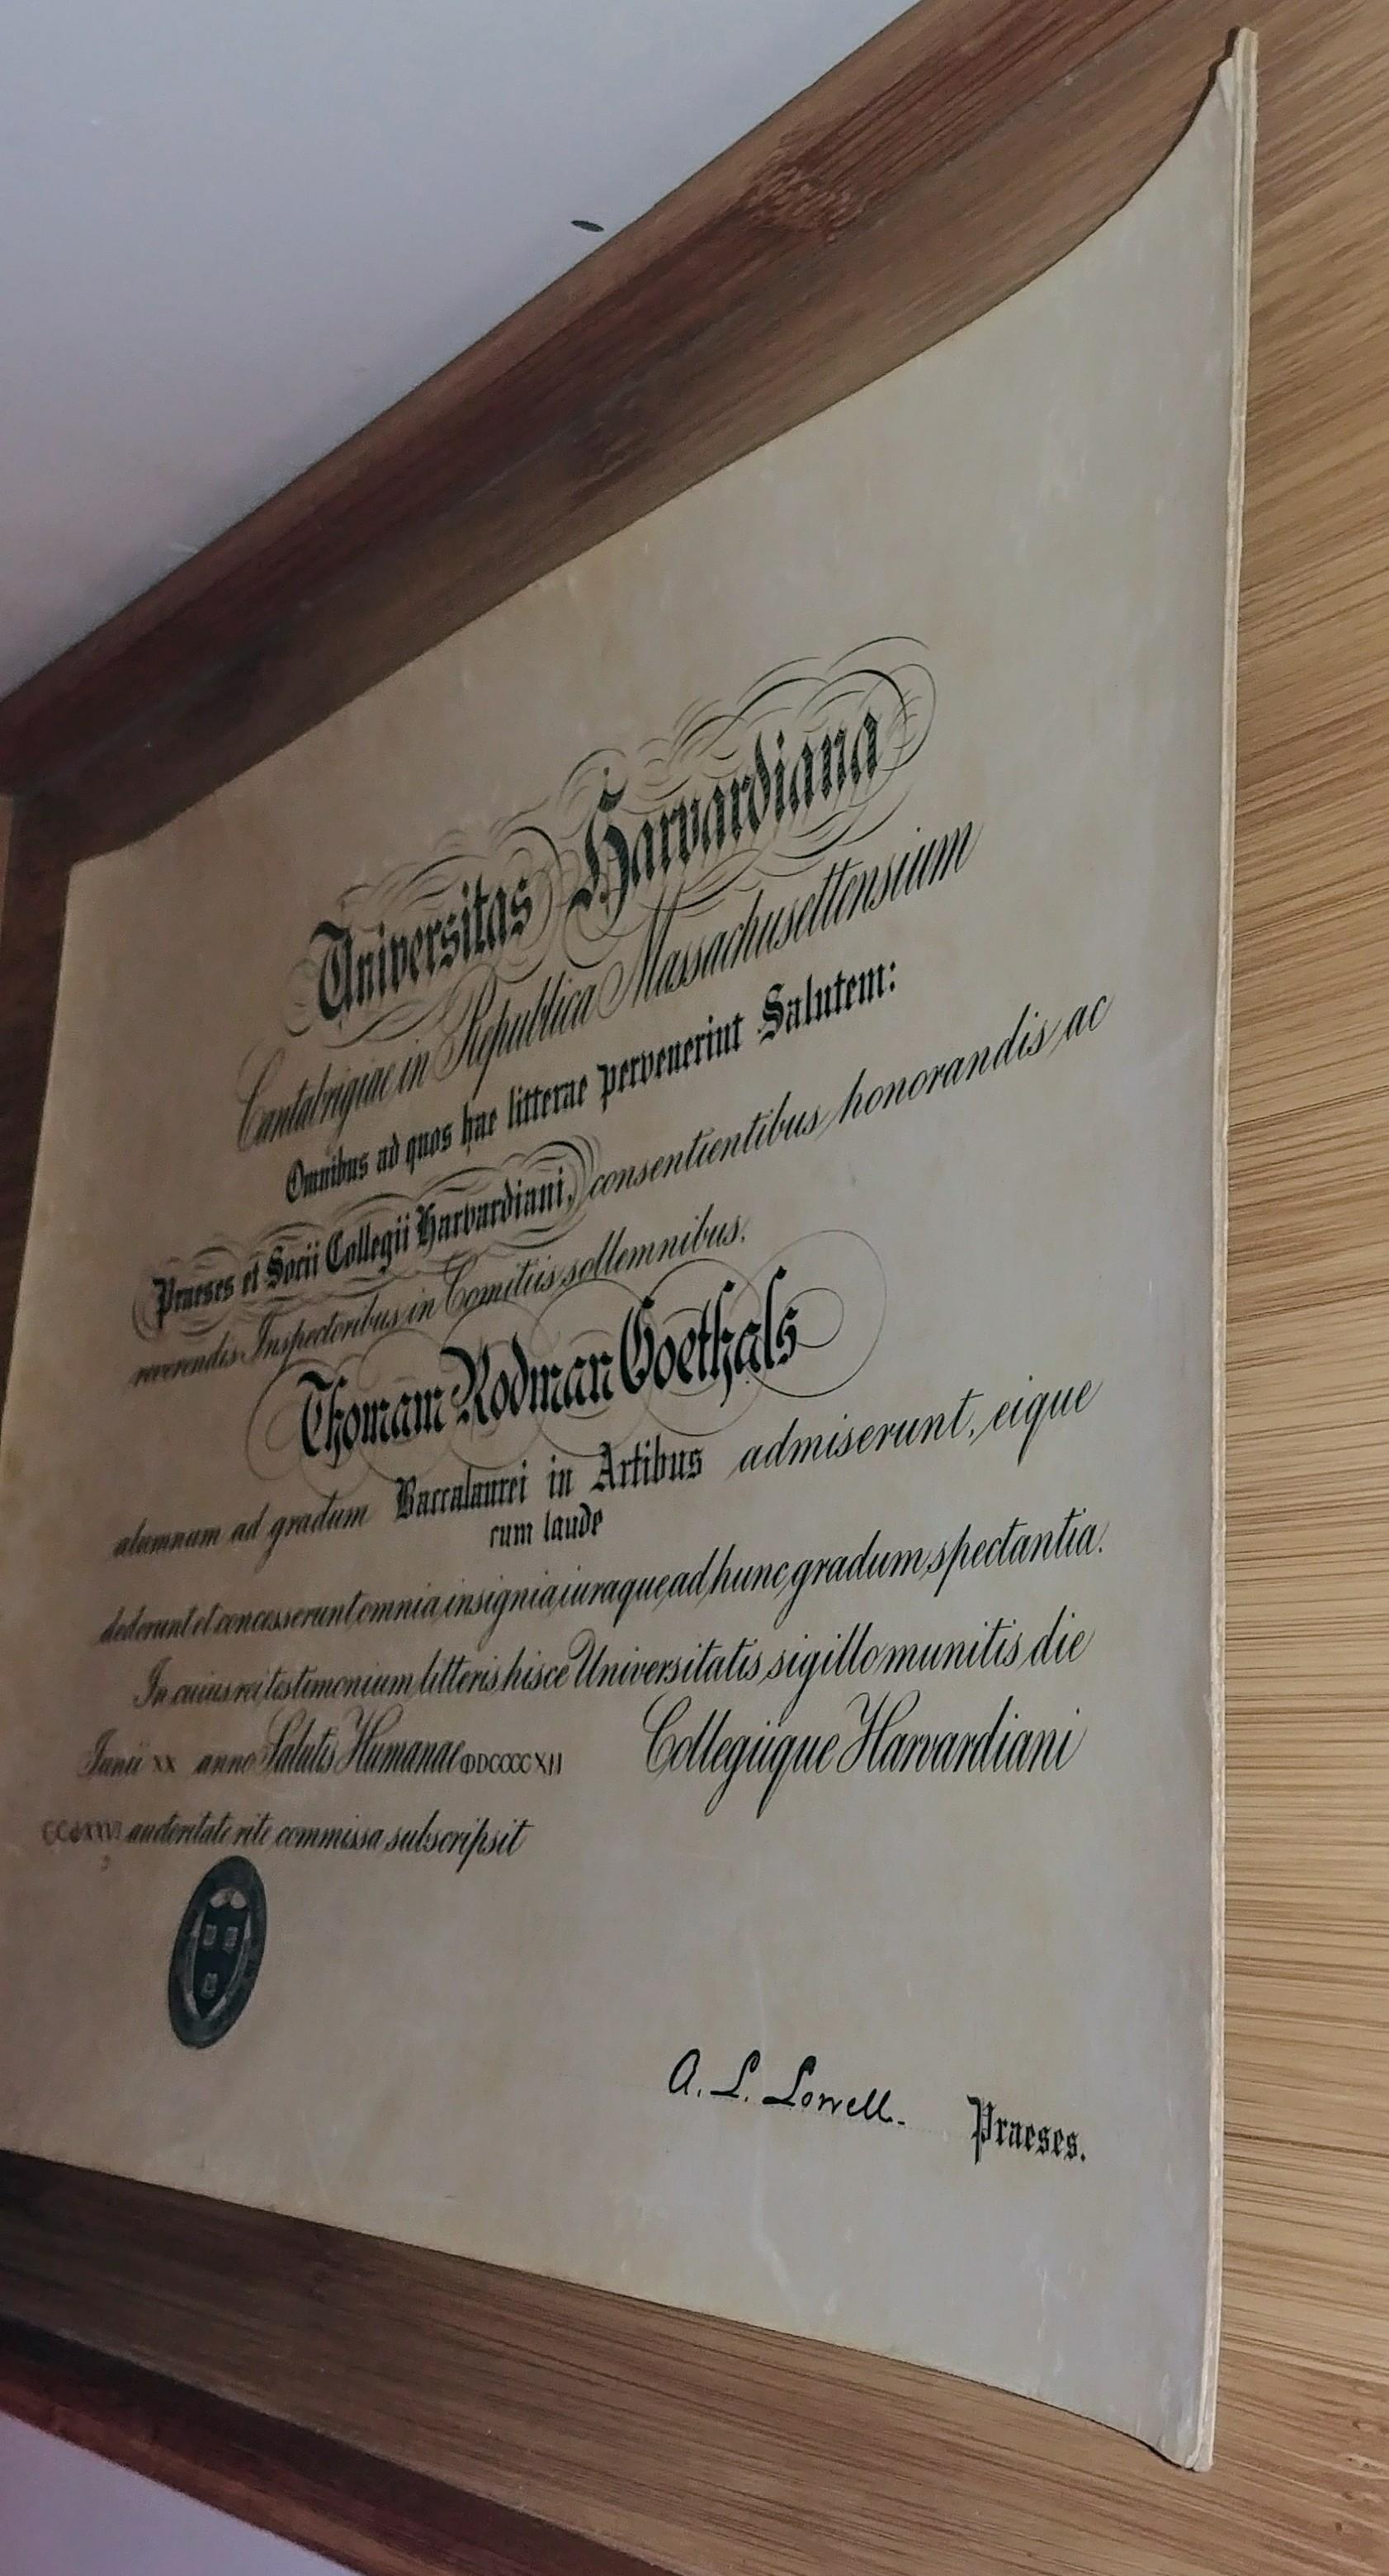 Universitas Harvardiana
Cantabrigiae in Republica Massachusettensium
Omnibus ad quos hae litterae pervenerint Salutem:
Praeses et Socii Collegii Harvardiani, consentientibus honorandis ac
reverendis Inspectoribus in Comitiis sollemnibus,
Thomam Rodman Goethals
alumnum ad gradum Baccalaurei in Artibus admiserunt, eique
cum laude
dederunt et concesserunt omnia insignia iuraque ad hunc gradum spectantia.
In cuius rei testimonium litteris hisce Universitatis sigillo munitis die
Iunii XX anno Salutis Humanae ↀDCCCCXII Collegiique Harvardiani
auctoritate rite commissa subscripsit
A. L. Lowell. Praeses.